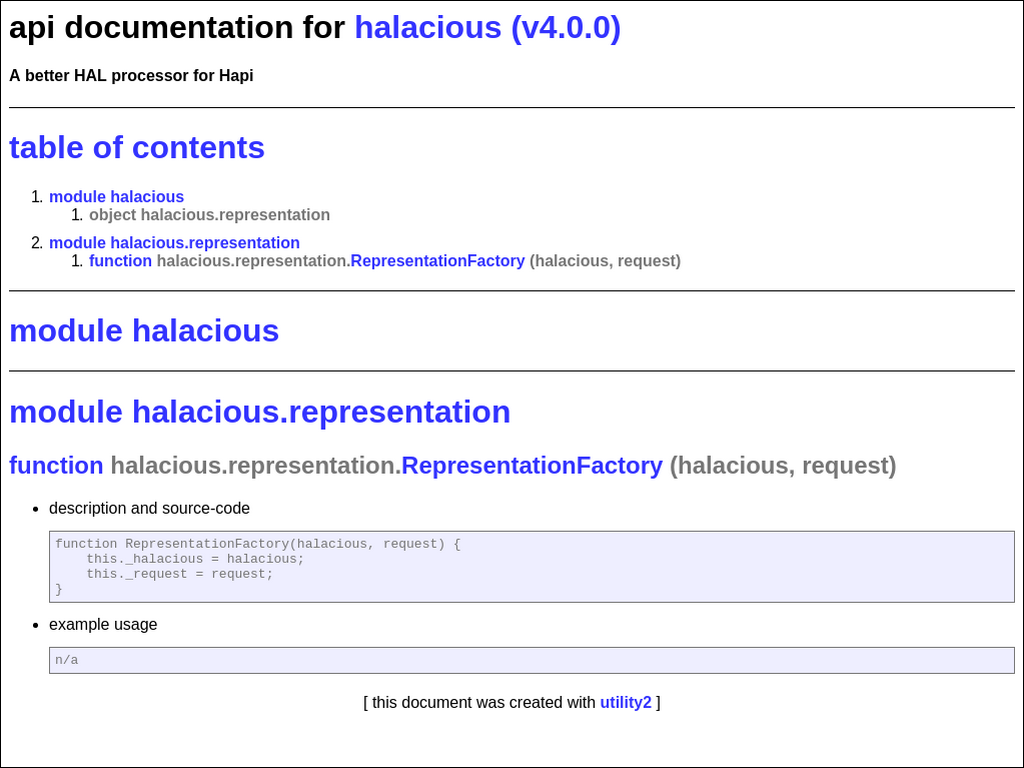 api documentation for halacious (v4.0.0)
A better HAL processor for Hapi
table of contents
1. module halacious
1. object halacious.representation
2. module halacious.representation
1. function halacious.representation.RepresentationFactory (halacious, request)
module halacious
module halacious.representation
function halacious.representation.RepresentationFactory (halacious, request)
• description and source-code
function RepresentationFactory(halacious, request) {
    this._halacious = halacious;
    this._request = request;
}
• example usage
n/a
[ this document was created with utility2 ]